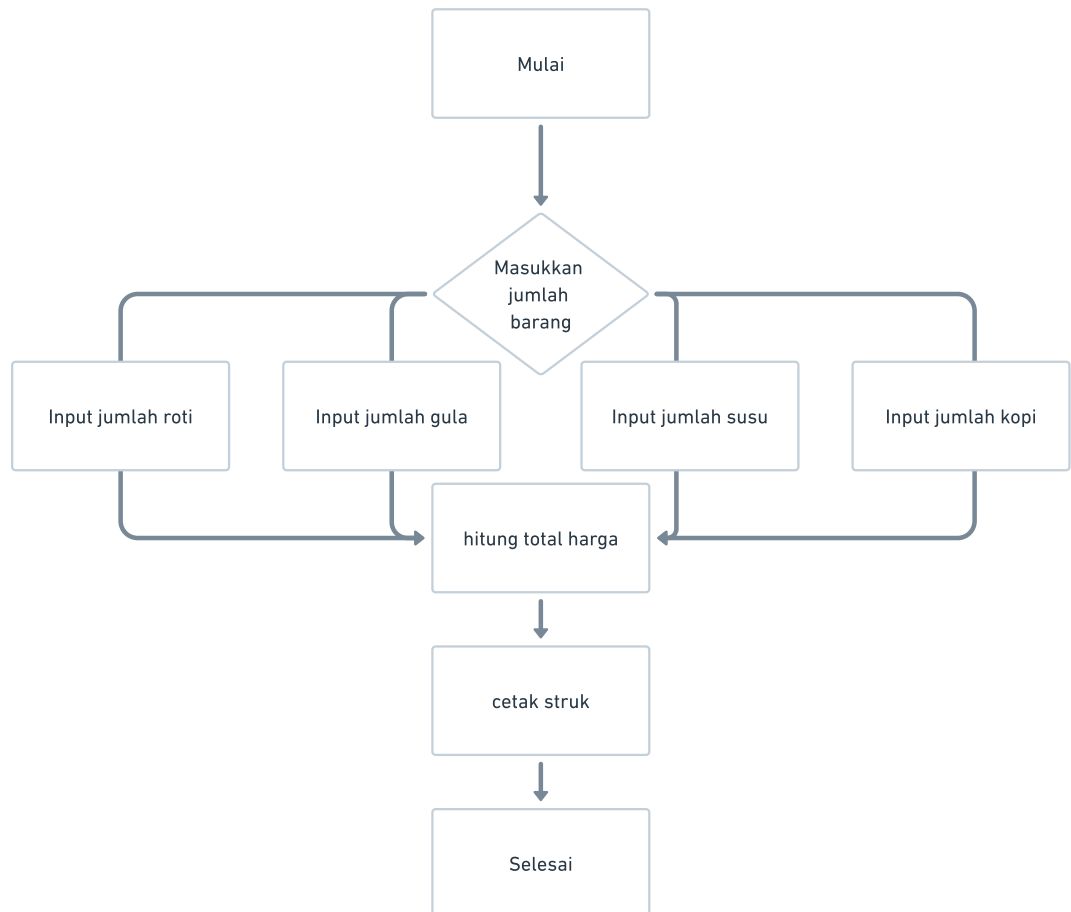 Mulai
Masukkan
jumlah
barang
Input jumlah roti
Input jumlah gula
Input jumlah susu
Input jumlah kopi
hitung total harga
cetak struk
Selesai